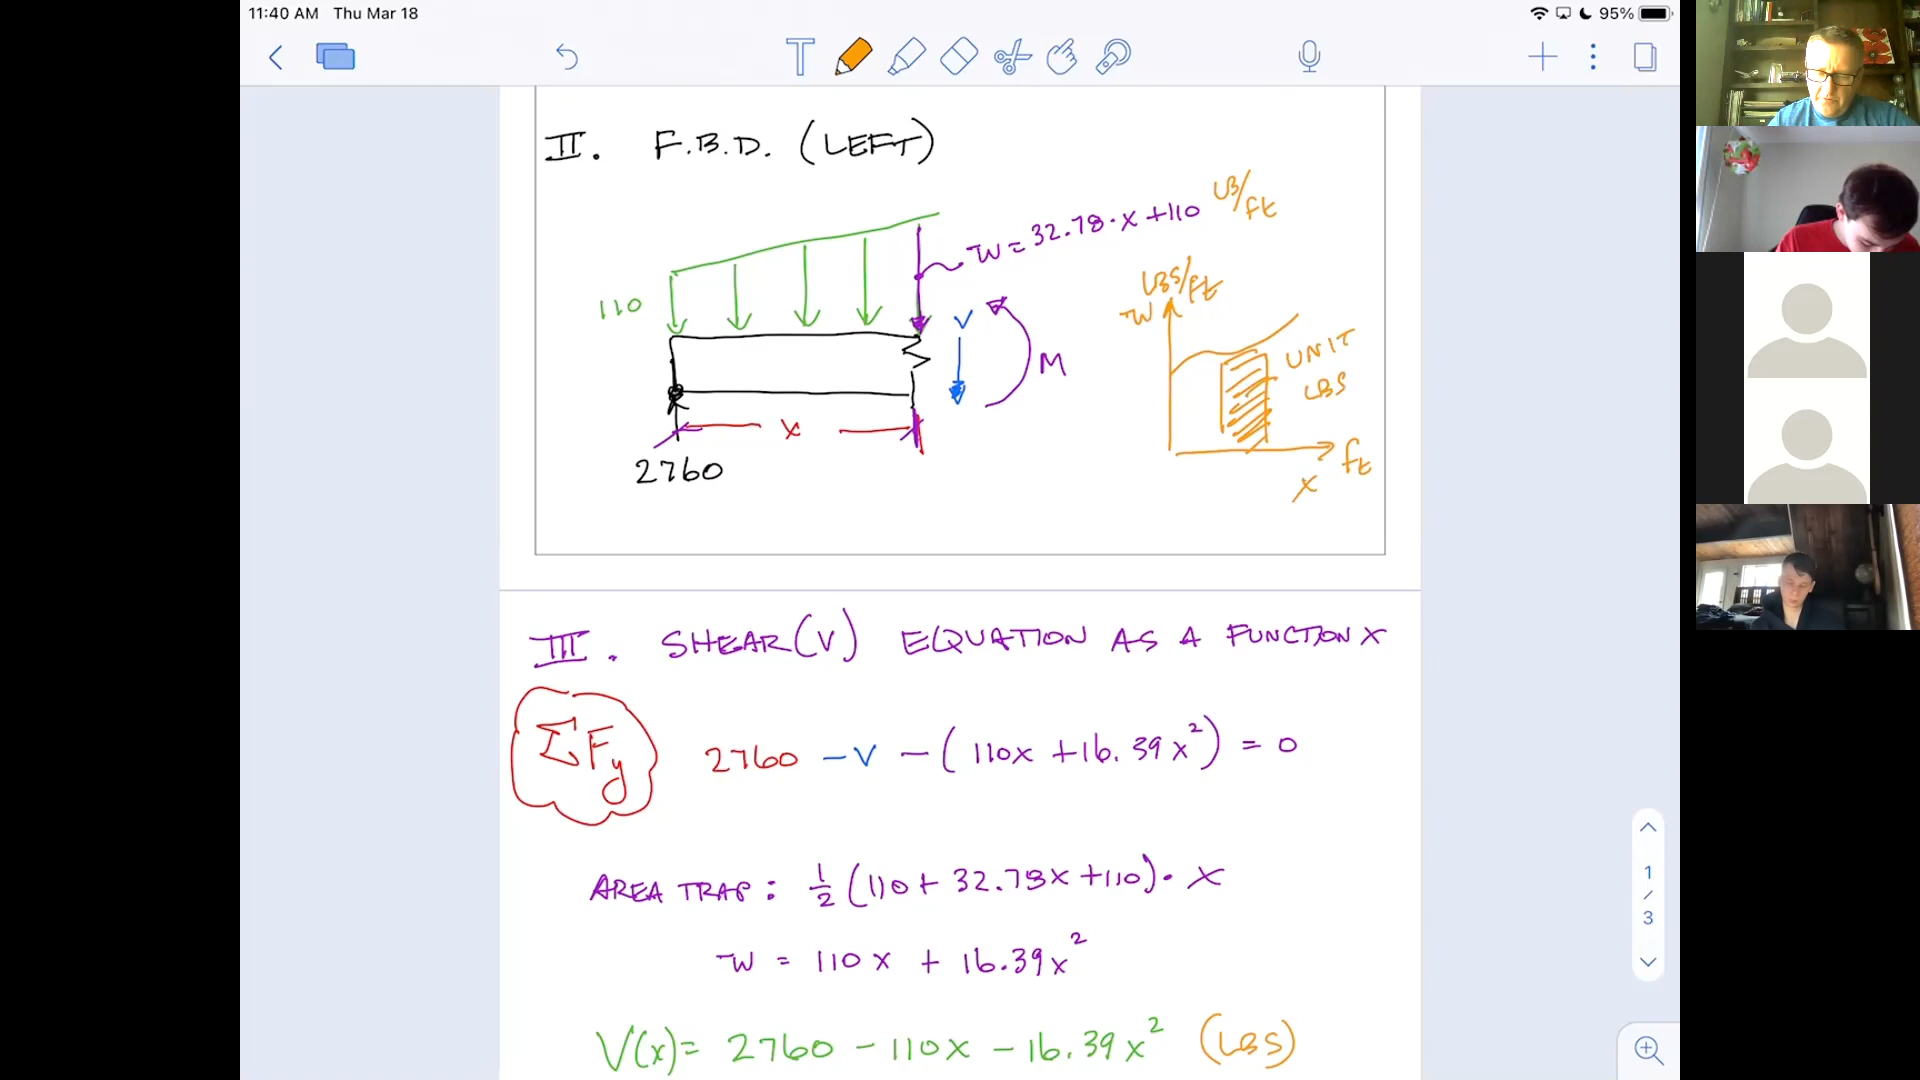 11:40 AM Thu Mar 18
95%
T
II. F.B.D. (LEFT)
w = 32.78·x+110 LB/ft
110
V
M
x
2760
LBS/ft
w
UNIT
LBS
ft
x
III. SHEAR(V) EQUATION AS A FUNCTION X
ΣFy 2760 -V -(110x +16.39x²) = 0
AREA TRAP: 1/2 (110+ 32.78x+110)· x
w = 110x + 16.39x²
V(x)= 2760 -110x -16.39x² (LBS)
1
/
3